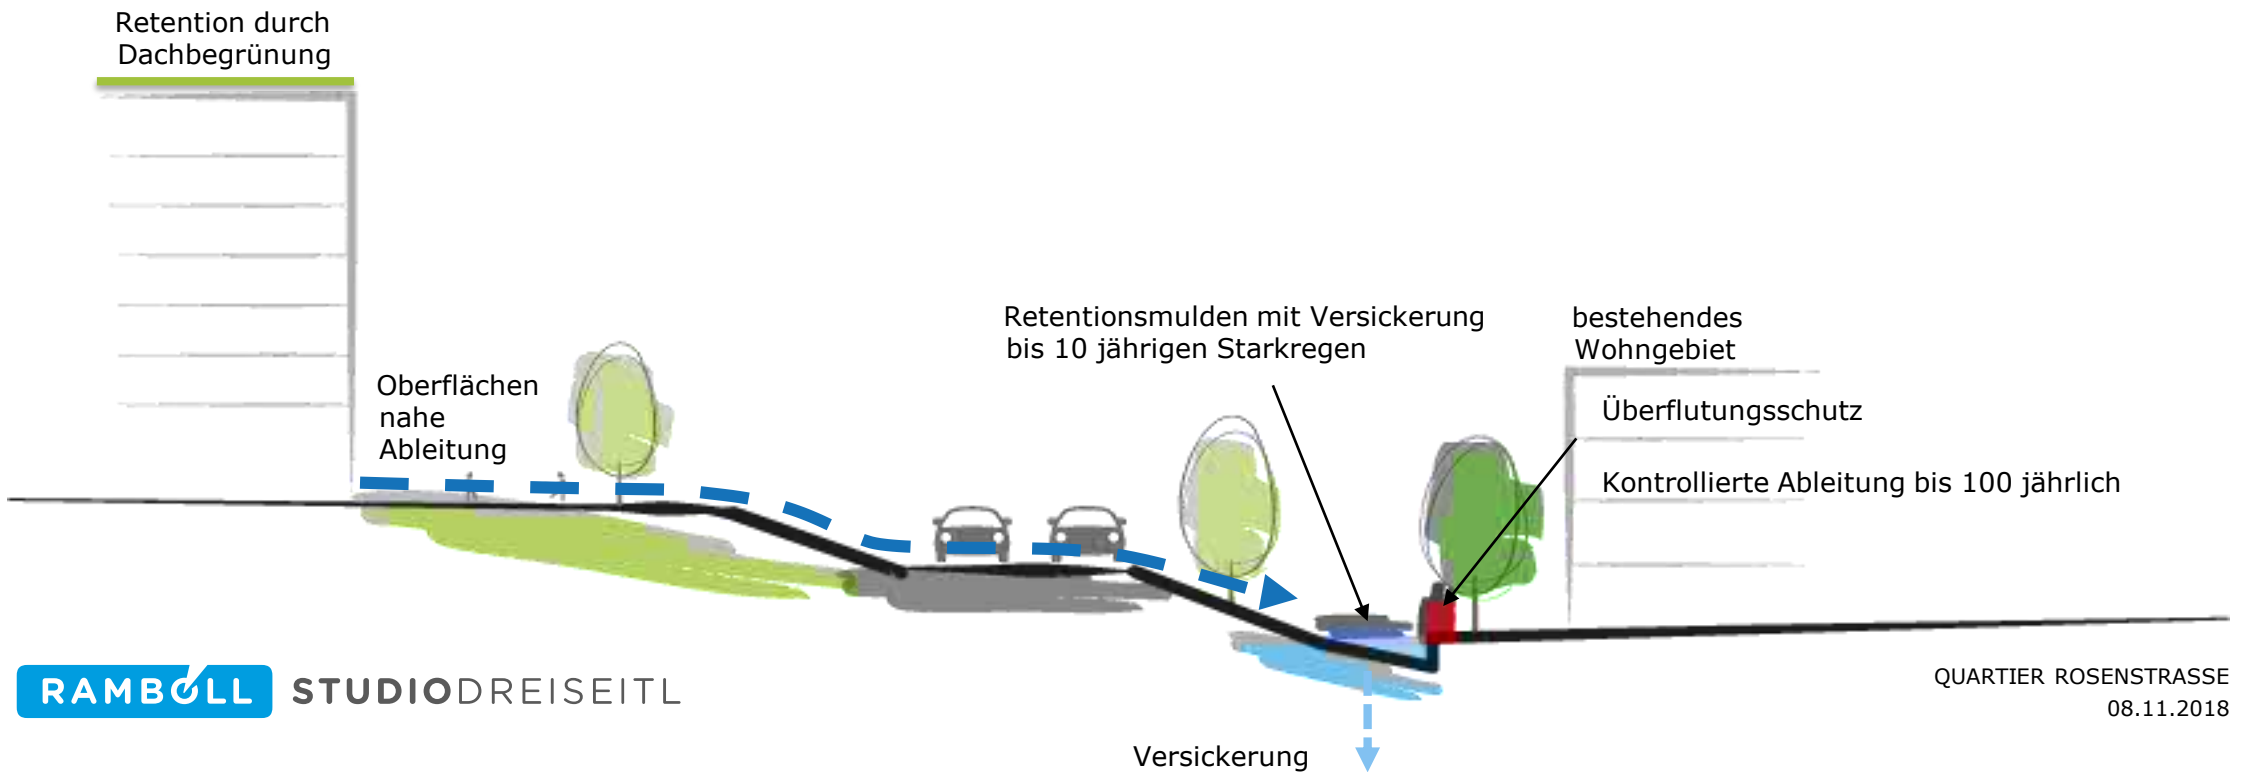 Retention durch
Dachbegrünung
Oberflächen
nahe
Ableitung
Retentionsmulden mit Versickerung
bis 10 jährigen Starkregen
bestehendes
Wohngebiet
Überflutungsschutz
Kontrollierte Ableitung bis 100 jährlich
RAMBOLL STUDIODREISEITL
QUARTIER ROSENSTRASSE
08.11.2018
Versickerung